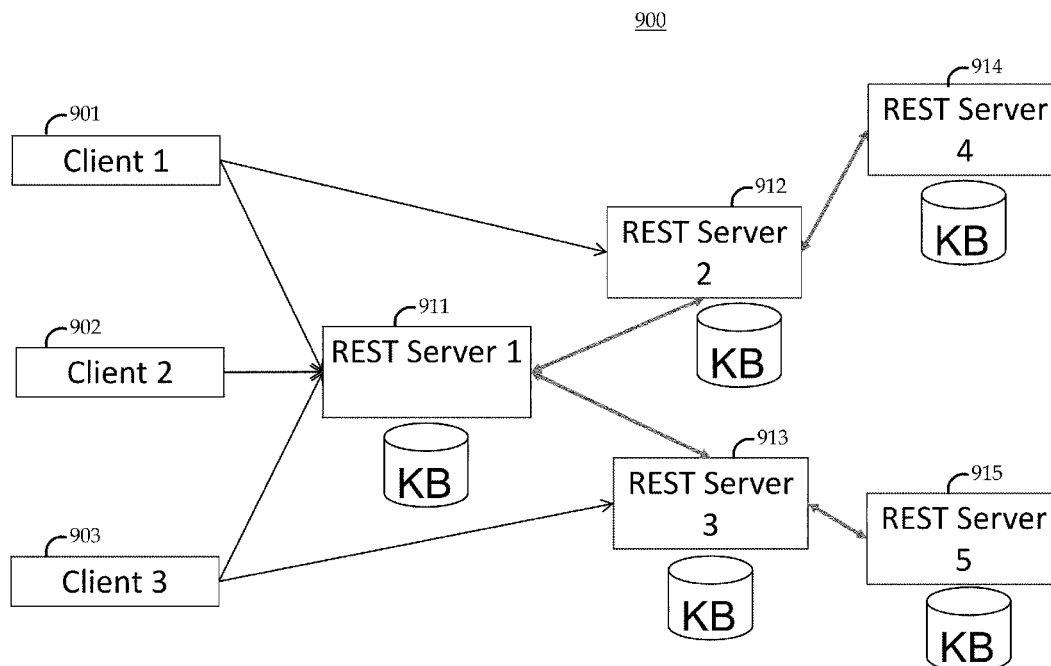 900
914
REST Server
4
KB
901
Client 1
912
REST Server
2
KB
902
Client 2
911
REST Server 1
KB
913
REST Server
3
KB
915
REST Server
5
KB
903
Client 3